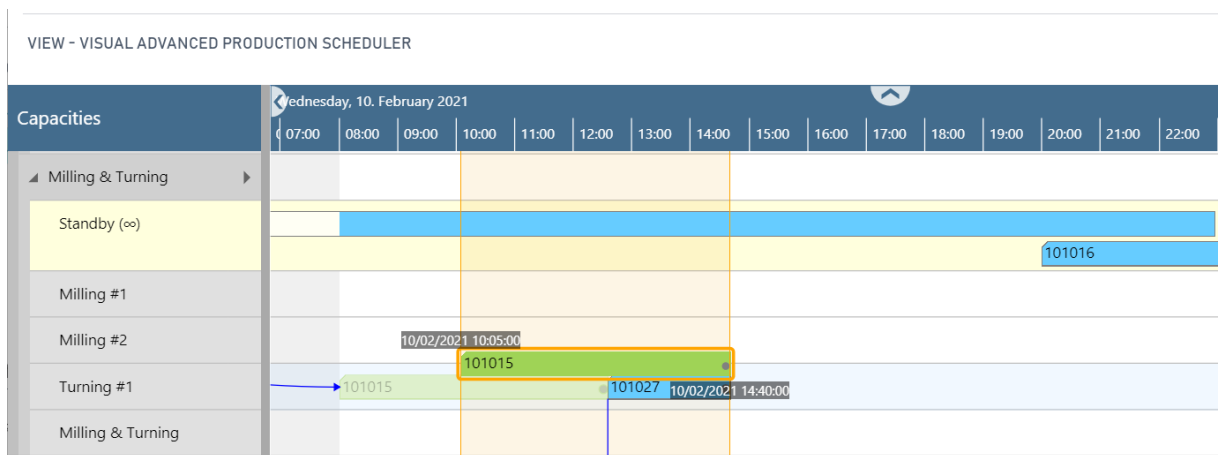 VIEW - VISUAL ADVANCED PRODUCTION SCHEDULER
Capacities
Wednesday, 10. February 2021
07:00 08:00 09:00 10:00 11:00 12:00 13:00 14:00 15:00 16:00 17:00 18:00 19:00 20:00 21:00 22:00
Milling & Turning
Standby (∞)
101016
Milling #1
Milling #2
10/02/2021 10:05:00
101015
Turning #1
101015
101027
10/02/2021 14:40:00
Milling & Turning